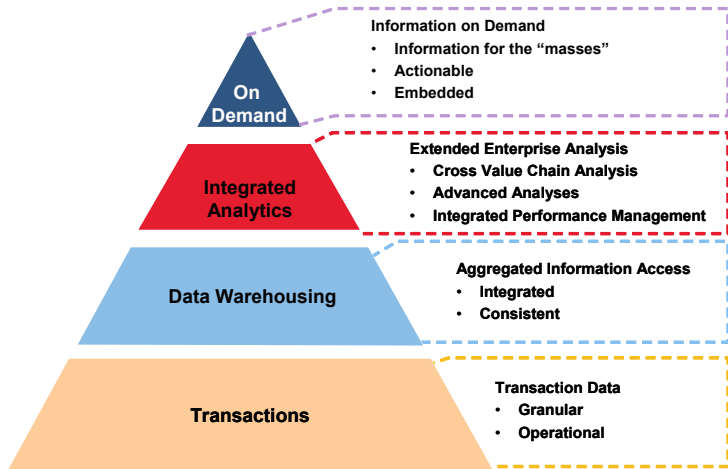 Information on Demand
• Information for the “masses”
• Actionable
• Embedded
On
Demand
Extended Enterprise Analysis
• Cross Value Chain Analysis
• Advanced Analyses
• Integrated Performance Management
Integrated
Analytics
Aggregated Information Access
• Integrated
• Consistent
Data Warehousing
Transaction Data
• Granular
• Operational
Transactions